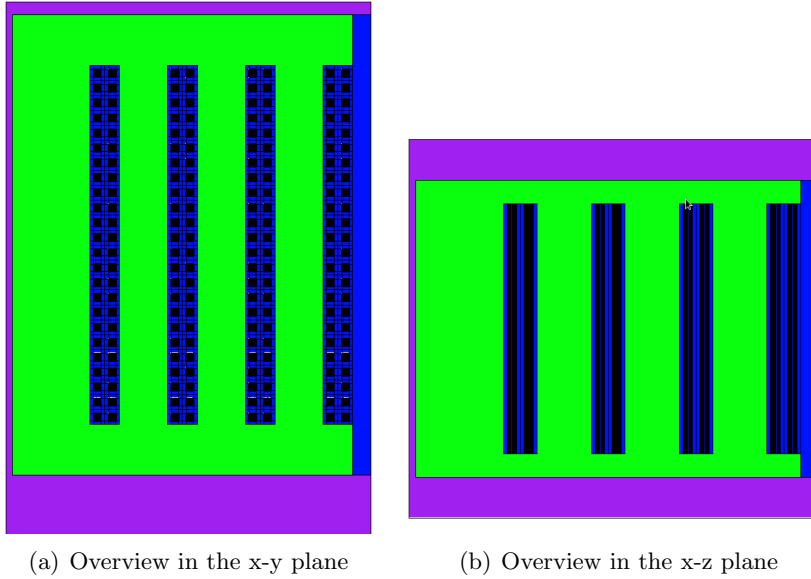 (a) Overview in the x-y plane
(b) Overview in the x-z plane